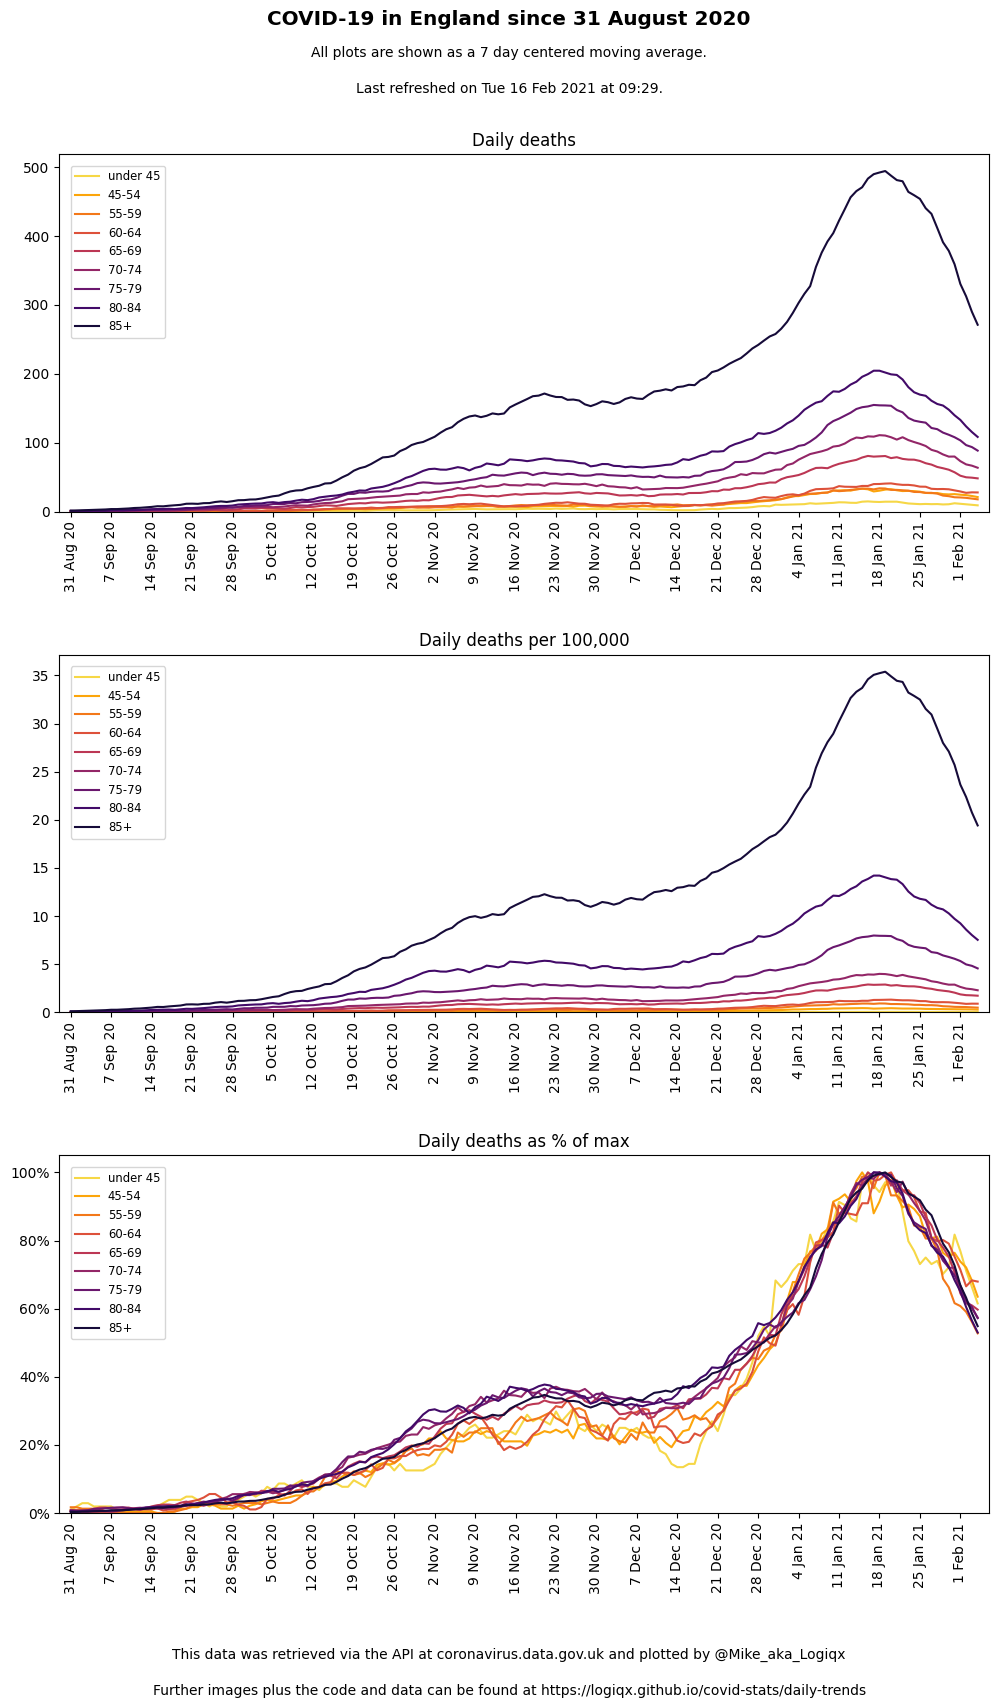 COVID-19 in England since 31 August 2020
All plots are shown as a 7 day centered moving average.
Last refreshed on Tue 16 Feb 2021 at 09:29.
Daily deaths
500
400
300
200
100
0
under 45
45-54
55-59
60-64
65-69
70-74
75-79
80-84
85+
31 Aug 20
7 Sep 20
14 Sep 20
21 Sep 20
28 Sep 20
5 Oct 20
12 Oct 20
19 Oct 20
26 Oct 20
2 Nov 20
9 Nov 20
16 Nov 20
23 Nov 20
30 Nov 20
7 Dec 20
14 Dec 20
21 Dec 20
28 Dec 20
4 Jan 21
11 Jan 21
18 Jan 21
25 Jan 21
1 Feb 21
Daily deaths per 100,000
35
30
25
20
15
10
5
0
under 45
45-54
55-59
60-64
65-69
70-74
75-79
80-84
85+
31 Aug 20
7 Sep 20
14 Sep 20
21 Sep 20
28 Sep 20
5 Oct 20
12 Oct 20
19 Oct 20
26 Oct 20
2 Nov 20
9 Nov 20
16 Nov 20
23 Nov 20
30 Nov 20
7 Dec 20
14 Dec 20
21 Dec 20
28 Dec 20
4 Jan 21
11 Jan 21
18 Jan 21
25 Jan 21
1 Feb 21
Daily deaths as % of max
100%
80%
60%
40%
20%
0%
under 45
45-54
55-59
60-64
65-69
70-74
75-79
80-84
85+
31 Aug 20
7 Sep 20
14 Sep 20
21 Sep 20
28 Sep 20
5 Oct 20
12 Oct 20
19 Oct 20
26 Oct 20
2 Nov 20
9 Nov 20
16 Nov 20
23 Nov 20
30 Nov 20
7 Dec 20
14 Dec 20
21 Dec 20
28 Dec 20
4 Jan 21
11 Jan 21
18 Jan 21
25 Jan 21
1 Feb 21
This data was retrieved via the API at coronavirus.data.gov.uk and plotted by @Mike_aka_Logiqx
Further images plus the code and data can be found at https://logiqx.github.io/covid-stats/daily-trends